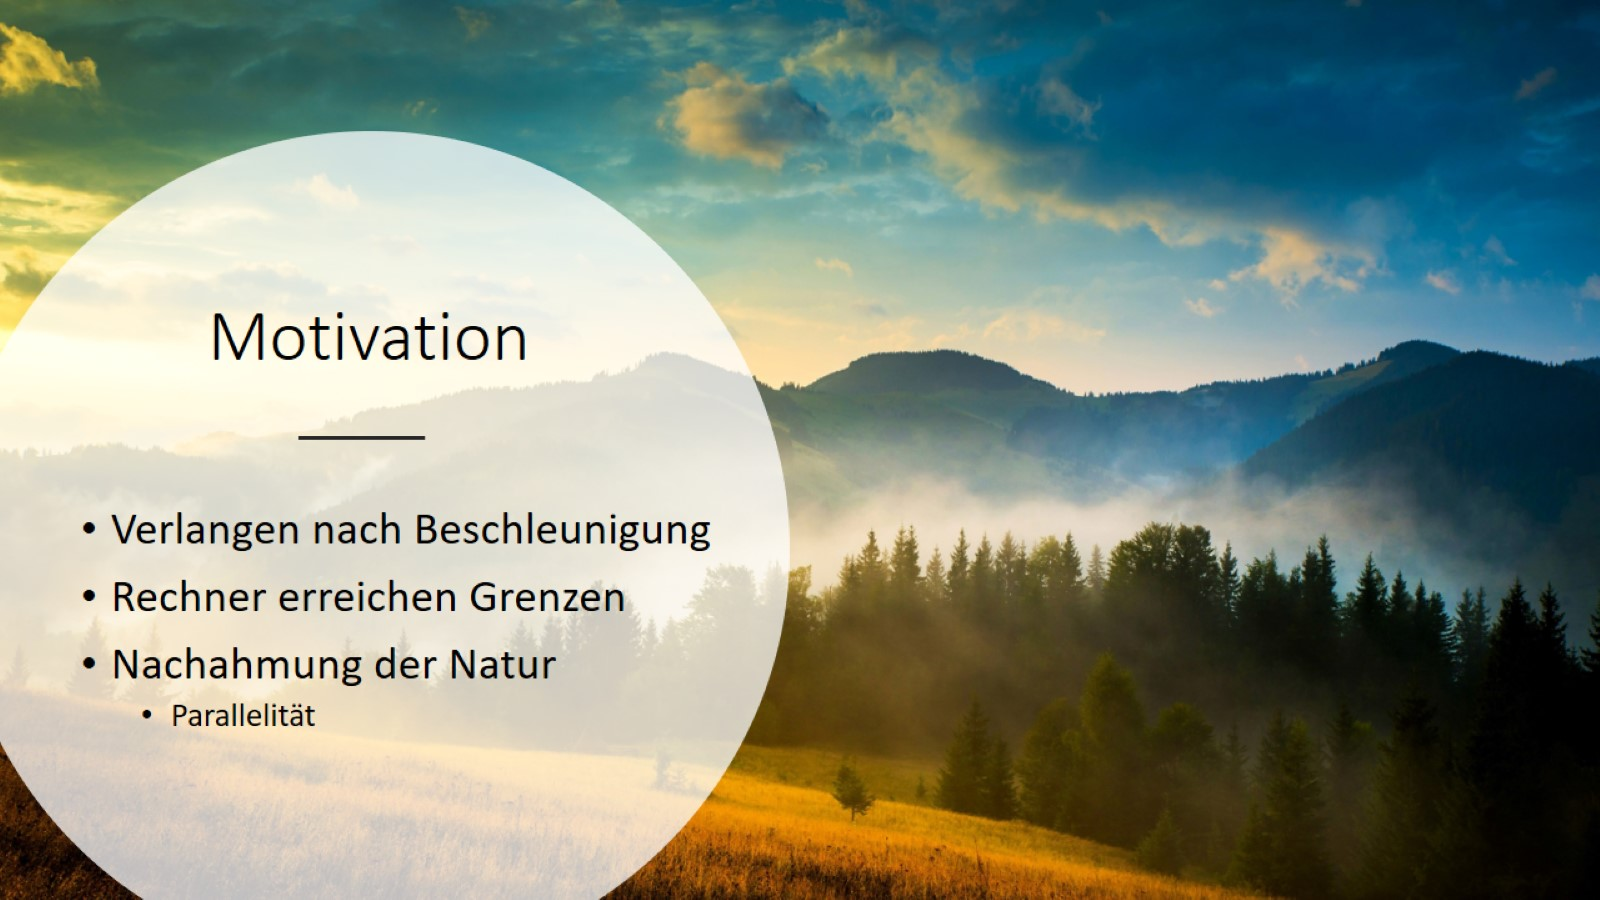 Motivation
• Verlangen nach Beschleunigung
• Rechner erreichen Grenzen
• Nachahmung der Natur
• Parallelität